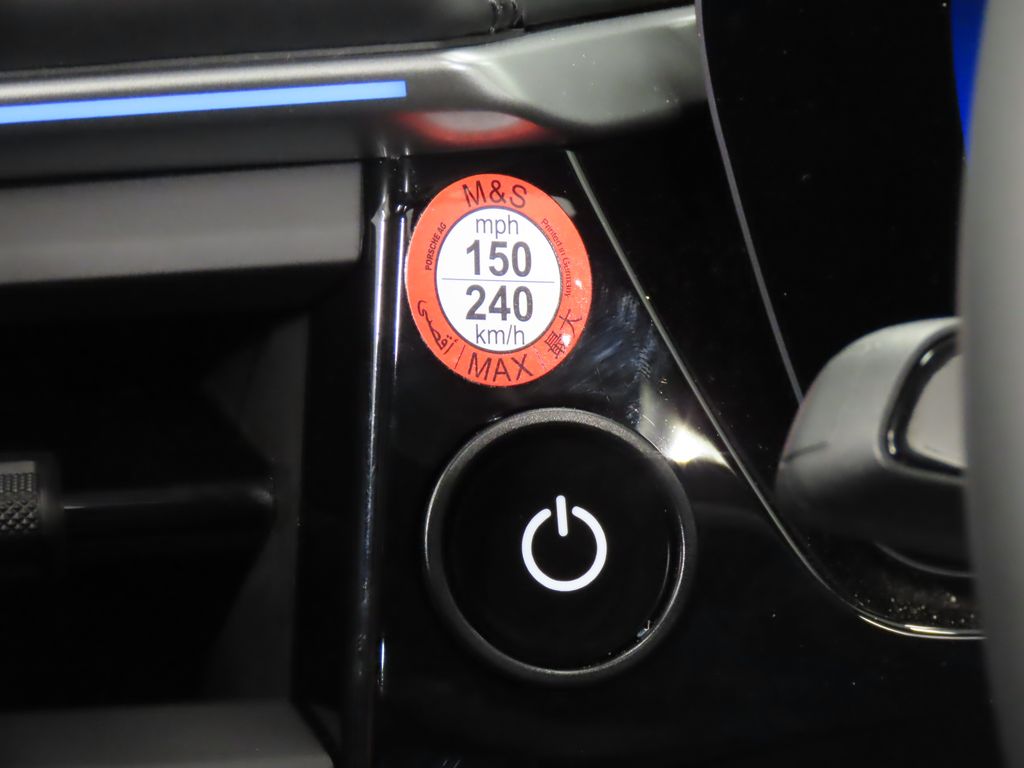 M&S
PORSCHE AG
Printed in Germany
mph
150
240
km/h
أقصى
MAX
最大